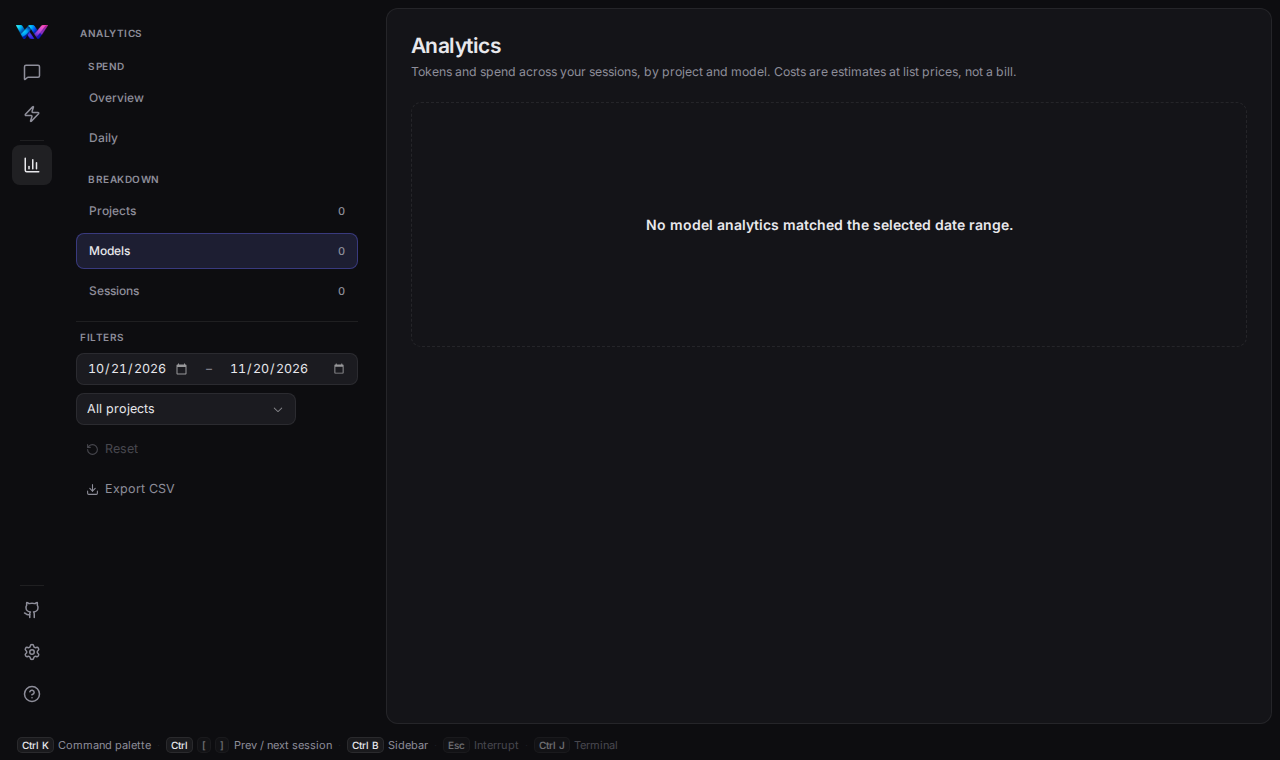 ANALYTICS
SPEND
Overview
Daily
BREAKDOWN
Projects 0
Models 0
Sessions 0
FILTERS
10/21/2026 – 11/20/2026
All projects
Reset
Export CSV
Analytics
Tokens and spend across your sessions, by project and model. Costs are estimates at list prices, not a bill.
No model analytics matched the selected date range.
Ctrl K Command palette Ctrl [ ] Prev / next session Ctrl B Sidebar Esc Interrupt Ctrl J Terminal